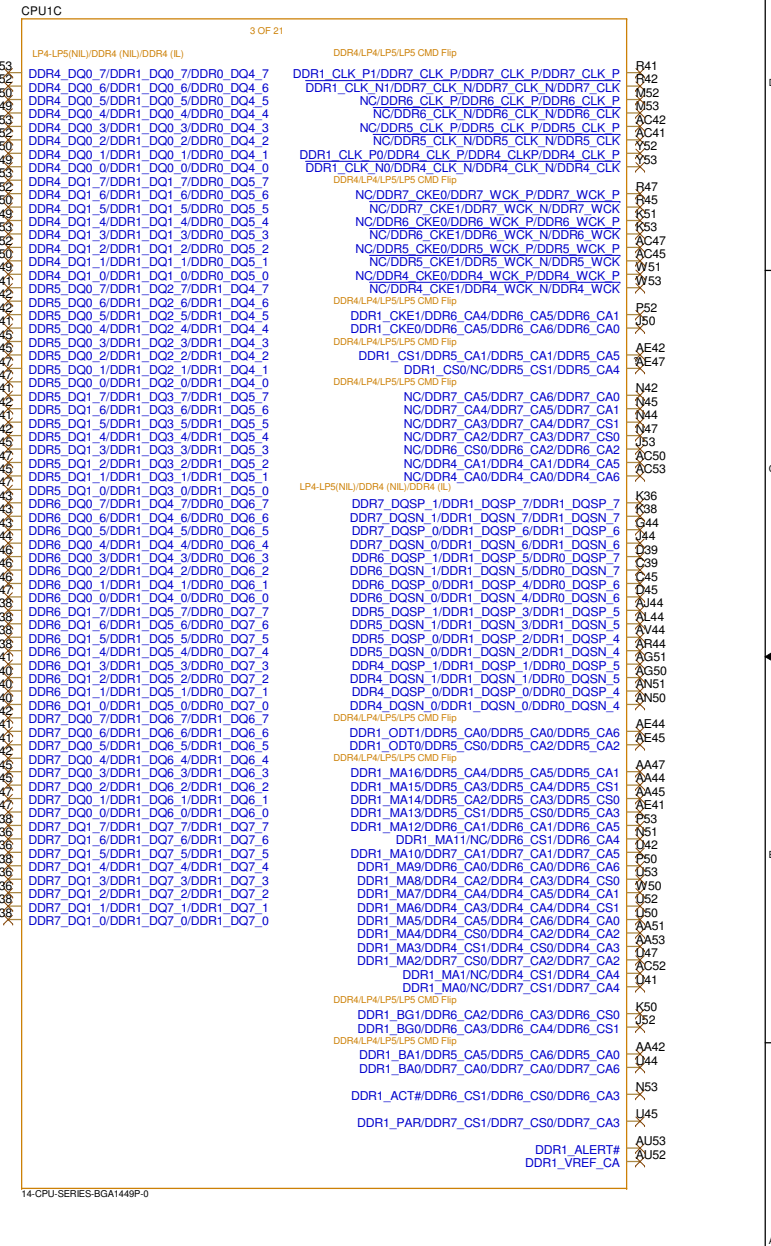 CPU1C
3 OF 21
LP4-LP5(NIL)/DDR4 (NIL)/DDR4 (IL)
DDR4_DQ0_7/DDR1_DQ0_7/DDR0_DQ4_7
DDR4_DQ0_6/DDR1_DQ0_6/DDR0_DQ4_6
DDR4_DQ0_5/DDR1_DQ0_5/DDR0_DQ4_5
DDR4_DQ0_4/DDR1_DQ0_4/DDR0_DQ4_4
DDR4_DQ0_3/DDR1_DQ0_3/DDR0_DQ4_3
DDR4_DQ0_2/DDR1_DQ0_2/DDR0_DQ4_2
DDR4_DQ0_1/DDR1_DQ0_1/DDR0_DQ4_1
DDR4_DQ0_0/DDR1_DQ0_0/DDR0_DQ4_0
DDR4_DQ1_7/DDR1_DQ1_7/DDR0_DQ5_7
DDR4_DQ1_6/DDR1_DQ1_6/DDR0_DQ5_6
DDR4_DQ1_5/DDR1_DQ1_5/DDR0_DQ5_5
DDR4_DQ1_4/DDR1_DQ1_4/DDR0_DQ5_4
DDR4_DQ1_3/DDR1_DQ1_3/DDR0_DQ5_3
DDR4_DQ1_2/DDR1_DQ1_2/DDR0_DQ5_2
DDR4_DQ1_1/DDR1_DQ1_1/DDR0_DQ5_1
DDR4_DQ1_0/DDR1_DQ1_0/DDR0_DQ5_0
DDR5_DQ0_7/DDR1_DQ2_7/DDR1_DQ4_7
DDR5_DQ0_6/DDR1_DQ2_6/DDR1_DQ4_6
DDR5_DQ0_5/DDR1_DQ2_5/DDR1_DQ4_5
DDR5_DQ0_4/DDR1_DQ2_4/DDR1_DQ4_4
DDR5_DQ0_3/DDR1_DQ2_3/DDR1_DQ4_3
DDR5_DQ0_2/DDR1_DQ2_2/DDR1_DQ4_2
DDR5_DQ0_1/DDR1_DQ2_1/DDR1_DQ4_1
DDR5_DQ0_0/DDR1_DQ2_0/DDR1_DQ4_0
DDR5_DQ1_7/DDR1_DQ3_7/DDR1_DQ5_7
DDR5_DQ1_6/DDR1_DQ3_6/DDR1_DQ5_6
DDR5_DQ1_5/DDR1_DQ3_5/DDR1_DQ5_5
DDR5_DQ1_4/DDR1_DQ3_4/DDR1_DQ5_4
DDR5_DQ1_3/DDR1_DQ3_3/DDR1_DQ5_3
DDR5_DQ1_2/DDR1_DQ3_2/DDR1_DQ5_2
DDR5_DQ1_1/DDR1_DQ3_1/DDR1_DQ5_1
DDR5_DQ1_0/DDR1_DQ3_0/DDR1_DQ5_0
DDR6_DQ0_7/DDR1_DQ4_7/DDR0_DQ6_7
DDR6_DQ0_6/DDR1_DQ4_6/DDR0_DQ6_6
DDR6_DQ0_5/DDR1_DQ4_5/DDR0_DQ6_5
DDR6_DQ0_4/DDR1_DQ4_4/DDR0_DQ6_4
DDR6_DQ0_3/DDR1_DQ4_3/DDR0_DQ6_3
DDR6_DQ0_2/DDR1_DQ4_2/DDR0_DQ6_2
DDR6_DQ0_1/DDR1_DQ4_1/DDR0_DQ6_1
DDR6_DQ0_0/DDR1_DQ4_0/DDR0_DQ6_0
DDR6_DQ1_7/DDR1_DQ5_7/DDR0_DQ7_7
DDR6_DQ1_6/DDR1_DQ5_6/DDR0_DQ7_6
DDR6_DQ1_5/DDR1_DQ5_5/DDR0_DQ7_5
DDR6_DQ1_4/DDR1_DQ5_4/DDR0_DQ7_4
DDR6_DQ1_3/DDR1_DQ5_3/DDR0_DQ7_3
DDR6_DQ1_2/DDR1_DQ5_2/DDR0_DQ7_2
DDR6_DQ1_1/DDR1_DQ5_1/DDR0_DQ7_1
DDR6_DQ1_0/DDR1_DQ5_0/DDR0_DQ7_0
DDR7_DQ0_7/DDR1_DQ6_7/DDR1_DQ6_7
DDR7_DQ0_6/DDR1_DQ6_6/DDR1_DQ6_6
DDR7_DQ0_5/DDR1_DQ6_5/DDR1_DQ6_5
DDR7_DQ0_4/DDR1_DQ6_4/DDR1_DQ6_4
DDR7_DQ0_3/DDR1_DQ6_3/DDR1_DQ6_3
DDR7_DQ0_2/DDR1_DQ6_2/DDR1_DQ6_2
DDR7_DQ0_1/DDR1_DQ6_1/DDR1_DQ6_1
DDR7_DQ0_0/DDR1_DQ6_0/DDR1_DQ6_0
DDR7_DQ1_7/DDR1_DQ7_7/DDR1_DQ7_7
DDR7_DQ1_6/DDR1_DQ7_6/DDR1_DQ7_6
DDR7_DQ1_5/DDR1_DQ7_5/DDR1_DQ7_5
DDR7_DQ1_4/DDR1_DQ7_4/DDR1_DQ7_4
DDR7_DQ1_3/DDR1_DQ7_3/DDR1_DQ7_3
DDR7_DQ1_2/DDR1_DQ7_2/DDR1_DQ7_2
DDR7_DQ1_1/DDR1_DQ7_1/DDR1_DQ7_1
DDR7_DQ1_0/DDR1_DQ7_0/DDR1_DQ7_0
DDR4/LP4/LP5/LP5 CMD Flip
DDR1_CLK_P1/DDR7_CLK_P/DDR7_CLK_P/DDR7_CLK_P R41
DDR1_CLK_N1/DDR7_CLK_N/DDR7_CLK_N/DDR7_CLK R42
NC/DDR6_CLK_P/DDR6_CLK_P/DDR6_CLK_P M52
NC/DDR6_CLK_N/DDR6_CLK_N/DDR6_CLK M53
NC/DDR5_CLK_P/DDR5_CLK_P/DDR5_CLK_P AC42
NC/DDR5_CLK_N/DDR5_CLK_N/DDR5_CLK AC41
DDR1_CLK_P0/DDR4_CLK_P/DDR4_CLKP/DDR4_CLK_P Y52
DDR1_CLK_N0/DDR4_CLK_N/DDR4_CLK_N/DDR4_CLK Y53
DDR4/LP4/LP5/LP5 CMD Flip
NC/DDR7_CKE0/DDR7_WCK_P/DDR7_WCK_P R47
NC/DDR7_CKE1/DDR7_WCK_N/DDR7_WCK R45
NC/DDR6_CKE0/DDR6_WCK_P/DDR6_WCK_P K51
NC/DDR6_CKE1/DDR6_WCK_N/DDR6_WCK K53
NC/DDR5_CKE0/DDR5_WCK_P/DDR5_WCK_P AC47
NC/DDR5_CKE1/DDR5_WCK_N/DDR5_WCK AC45
NC/DDR4_CKE0/DDR4_WCK_P/DDR4_WCK_P W51
NC/DDR4_CKE1/DDR4_WCK_N/DDR4_WCK W53
DDR4/LP4/LP5/LP5 CMD Flip
DDR1_CKE1/DDR6_CA4/DDR6_CA5/DDR6_CA1 P52
DDR1_CKE0/DDR6_CA5/DDR6_CA6/DDR6_CA0 J50
DDR4/LP4/LP5/LP5 CMD Flip
DDR1_CS1/DDR5_CA1/DDR5_CA1/DDR5_CA5 AE42
DDR1_CS0/NC/DDR5_CS1/DDR5_CA4 AE47
DDR4/LP4/LP5/LP5 CMD Flip
NC/DDR7_CA5/DDR7_CA6/DDR7_CA0 N42
NC/DDR7_CA4/DDR7_CA5/DDR7_CA1 N45
NC/DDR7_CA3/DDR7_CA4/DDR7_CS1 N44
NC/DDR7_CA2/DDR7_CA3/DDR7_CS0 N47
NC/DDR6_CS0/DDR6_CA2/DDR6_CA2 J53
NC/DDR4_CA1/DDR4_CA1/DDR4_CA5 AC50
NC/DDR4_CA0/DDR4_CA0/DDR4_CA6 AC53
LP4-LP5(NIL)/DDR4 (NIL)/DDR4 (IL)
DDR7_DQSP_1/DDR1_DQSP_7/DDR1_DQSP_7 K36
DDR7_DQSN_1/DDR1_DQSN_7/DDR1_DQSN_7 K38
DDR7_DQSP_0/DDR1_DQSP_6/DDR1_DQSP_6 G44
DDR7_DQSN_0/DDR1_DQSN_6/DDR1_DQSN_6 J44
DDR6_DQSP_1/DDR1_DQSP_5/DDR0_DQSP_7 D39
DDR6_DQSN_1/DDR1_DQSN_5/DDR0_DQSN_7 C39
DDR6_DQSP_0/DDR1_DQSP_4/DDR0_DQSP_6 C45
DDR6_DQSN_0/DDR1_DQSN_4/DDR0_DQSN_6 D45
DDR5_DQSP_1/DDR1_DQSP_3/DDR1_DQSP_5 AJ44
DDR5_DQSN_1/DDR1_DQSN_3/DDR1_DQSN_5 AL44
DDR5_DQSP_0/DDR1_DQSP_2/DDR1_DQSP_4 AV44
DDR5_DQSN_0/DDR1_DQSN_2/DDR1_DQSN_4 AR44
DDR4_DQSP_1/DDR1_DQSP_1/DDR0_DQSP_5 AG51
DDR4_DQSN_1/DDR1_DQSN_1/DDR0_DQSN_5 AG50
DDR4_DQSP_0/DDR1_DQSP_0/DDR0_DQSP_4 AN51
DDR4_DQSN_0/DDR1_DQSN_0/DDR0_DQSN_4 AN50
DDR4/LP4/LP5/LP5 CMD Flip
DDR1_ODT1/DDR5_CA0/DDR5_CA0/DDR5_CA6 AE44
DDR1_ODT0/DDR5_CS0/DDR5_CA2/DDR5_CA2 AE45
DDR4/LP4/LP5/LP5 CMD Flip
DDR1_MA16/DDR5_CA4/DDR5_CA5/DDR5_CA1 AA47
DDR1_MA15/DDR5_CA3/DDR5_CA4/DDR5_CS1 AA44
DDR1_MA14/DDR5_CA2/DDR5_CA3/DDR5_CS0 AA45
DDR1_MA13/DDR5_CS1/DDR5_CS0/DDR5_CA3 AE41
DDR1_MA12/DDR6_CA1/DDR6_CA1/DDR6_CA5 P53
DDR1_MA11/NC/DDR6_CS1/DDR6_CA4 N51
DDR1_MA10/DDR7_CA1/DDR7_CA1/DDR7_CA5 U42
DDR1_MA9/DDR6_CA0/DDR6_CA0/DDR6_CA6 P50
DDR1_MA8/DDR4_CA2/DDR4_CA3/DDR4_CS0 U53
DDR1_MA7/DDR4_CA4/DDR4_CA5/DDR4_CA1 W50
DDR1_MA6/DDR4_CA3/DDR4_CA4/DDR4_CS1 U52
DDR1_MA5/DDR4_CA5/DDR4_CA6/DDR4_CA0 U50
DDR1_MA4/DDR4_CS0/DDR4_CA2/DDR4_CA2 AA51
DDR1_MA3/DDR4_CS1/DDR4_CS0/DDR4_CA3 AA53
DDR1_MA2/DDR7_CS0/DDR7_CA2/DDR7_CA2 U47
DDR1_MA1/NC/DDR4_CS1/DDR4_CA4 AC52
DDR1_MA0/NC/DDR7_CS1/DDR7_CA4 U41
DDR4/LP4/LP5/LP5 CMD Flip
DDR1_BG1/DDR6_CA2/DDR6_CA3/DDR6_CS0 K50
DDR1_BG0/DDR6_CA3/DDR6_CA4/DDR6_CS1 J52
DDR4/LP4/LP5/LP5 CMD Flip
DDR1_BA1/DDR5_CA5/DDR5_CA6/DDR5_CA0 AA42
DDR1_BA0/DDR7_CA0/DDR7_CA0/DDR7_CA6 U44
DDR1_ACT#/DDR6_CS1/DDR6_CS0/DDR6_CA3 N53
DDR1_PAR/DDR7_CS1/DDR7_CS0/DDR7_CA3 U45
DDR1_ALERT# AU53
DDR1_VREF_CA AU52
14-CPU-SERIES-BGA1449P-0